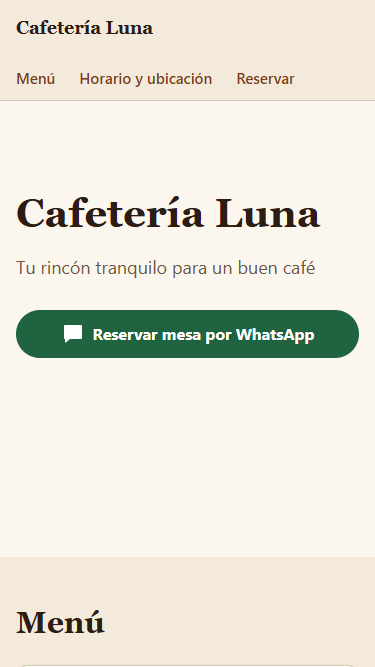 Cafetería Luna
Menú Horario y ubicación Reservar
Cafetería Luna
Tu rincón tranquilo para un buen café
Reservar mesa por WhatsApp
Menú